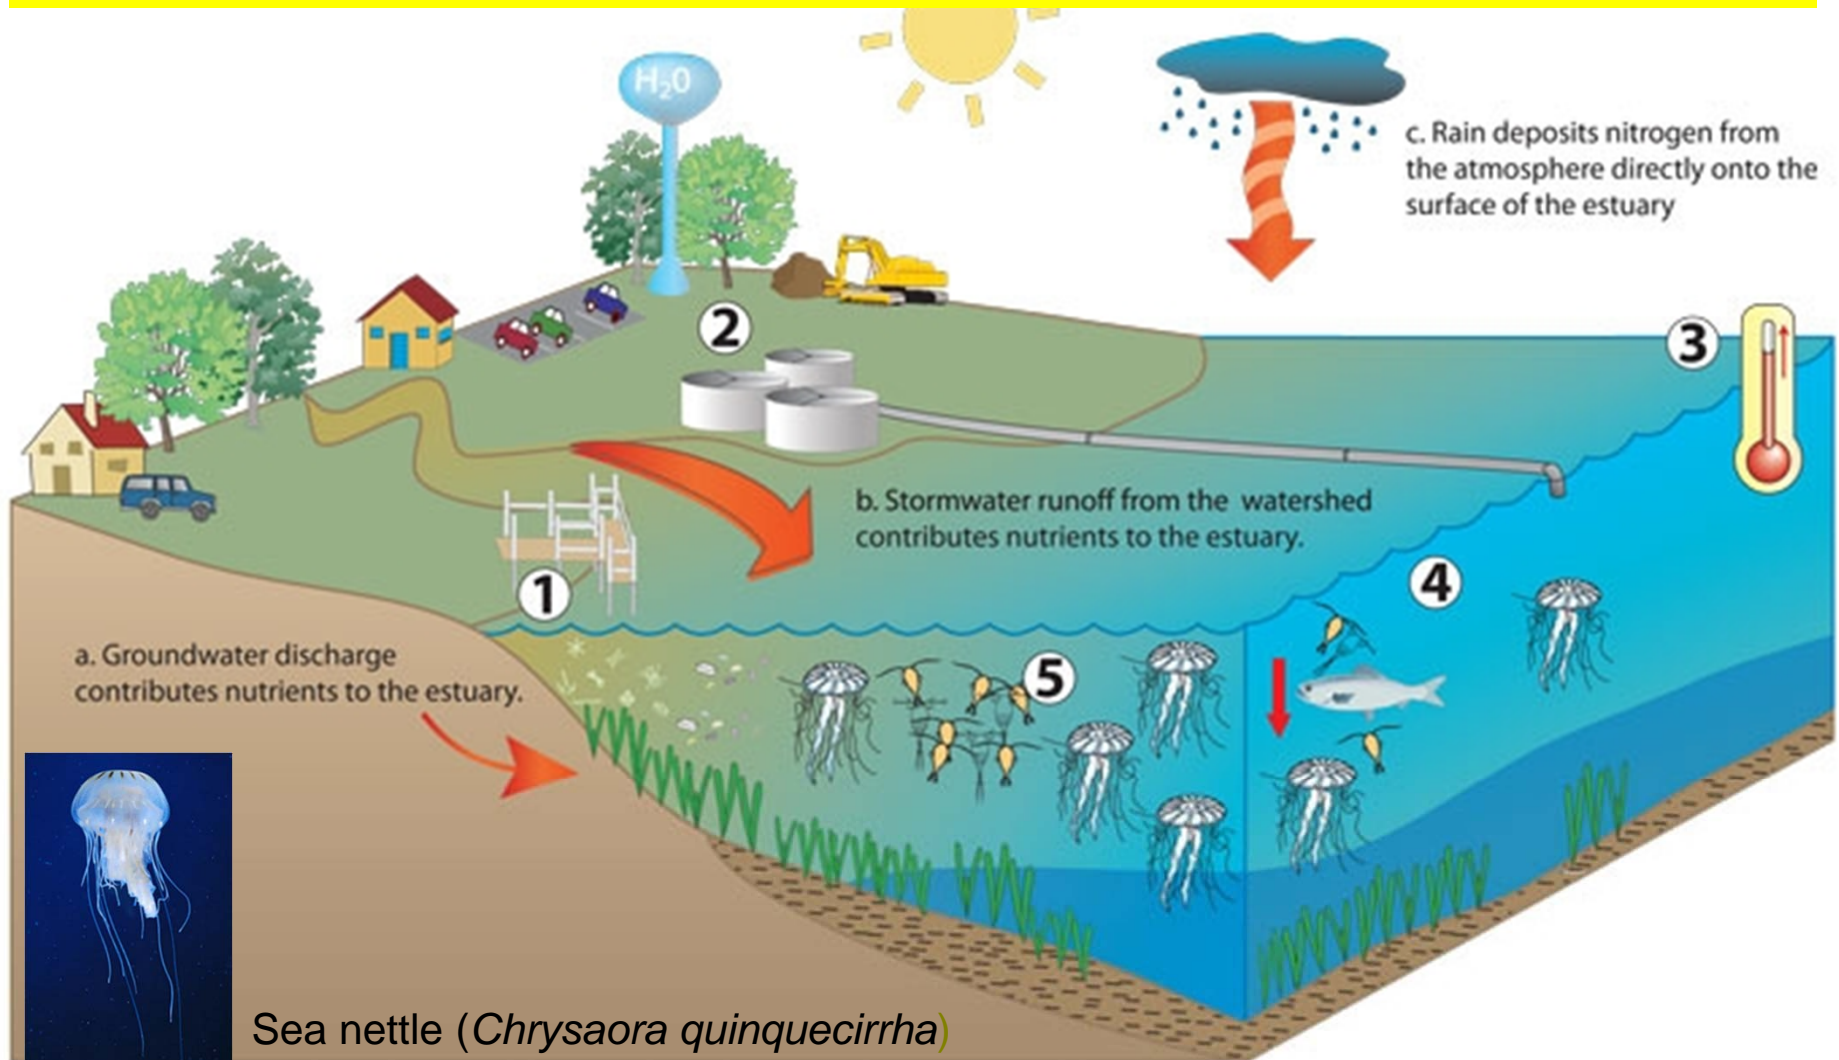 H₂0
c. Rain deposits nitrogen from
the atmosphere directly onto the
surface of the estuary
2
3
b. Stormwater runoff from the watershed
contributes nutrients to the estuary.
4
1
a. Groundwater discharge
contributes nutrients to the estuary.
5
Sea nettle (Chrysaora quinquecirrha)